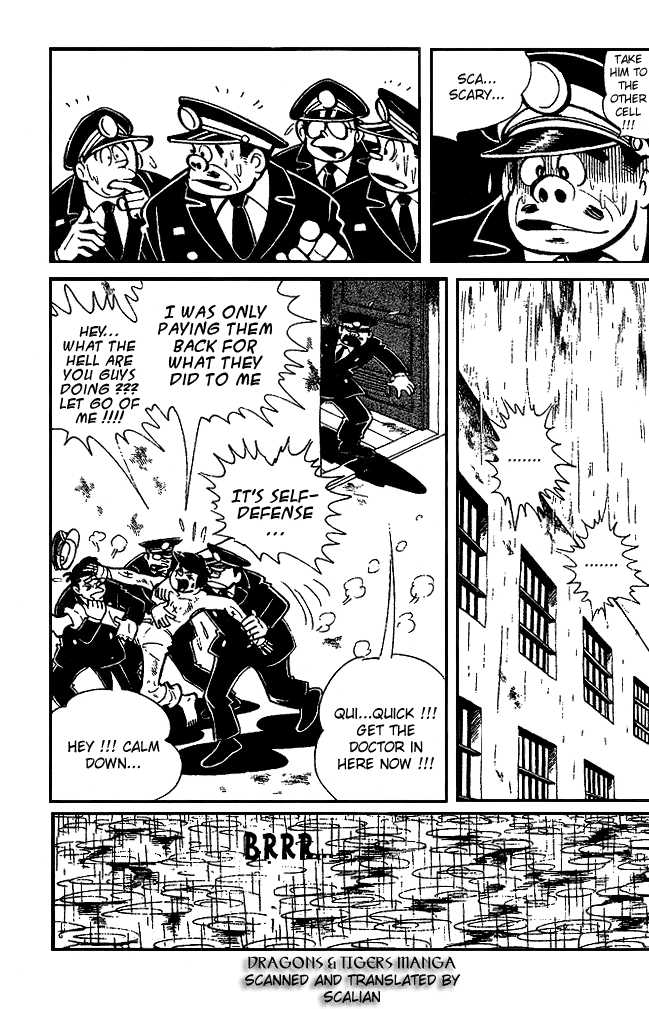 SCA...
SCARY...
TAKE
HIM TO
THE
OTHER
CELL
!!!
HEY...
WHAT THE
HELL ARE
YOU GUYS
DOING ???
LET GO OF
ME !!!!
I WAS ONLY
PAYING THEM
BACK FOR
WHAT THEY
DID TO ME
IT'S SELF-
DEFENSE
...
HEY !!! CALM
DOWN...
QUI...QUICK !!!
GET THE
DOCTOR IN
HERE NOW !!!
.......
.......
BRRR...
DRAGONS & TIGERS MANGA
SCANNED AND TRANSLATED BY
SCALIAN